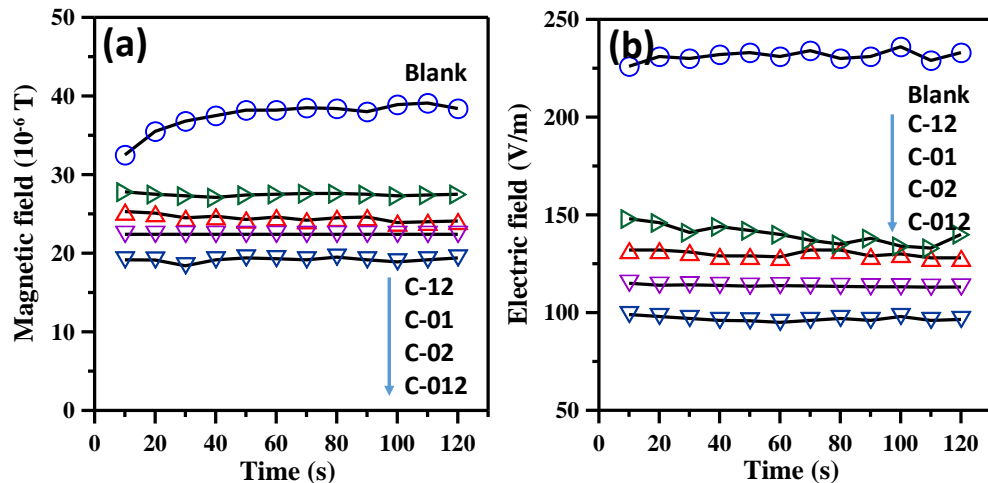 (a)
Blank
Magnetic field (10⁻⁶ T)
50
40
30
20
10
0
C-12
C-01
C-02
C-012
0 20 40 60 80 100 120
Time (s)
(b)
Electric field (V/m)
250
200
150
100
50
Blank
C-12
C-01
C-02
C-012
0 20 40 60 80 100 120
Time (s)